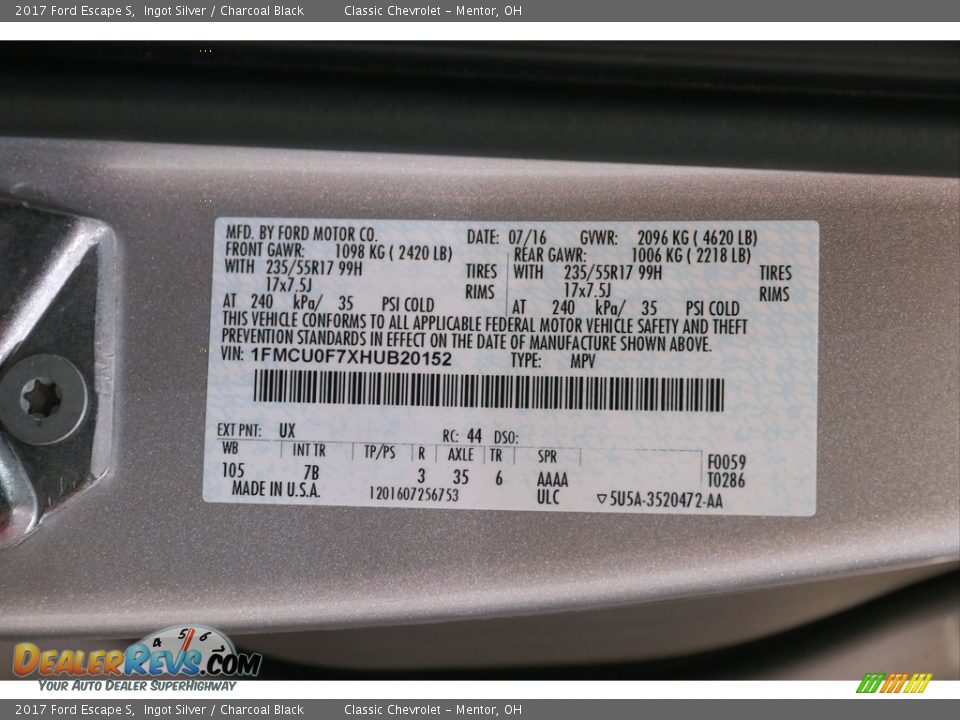 2017 Ford Escape S, Ingot Silver / Charcoal Black Classic Chevrolet - Mentor, OH
MFD. BY FORD MOTOR CO. DATE: 07/16 GVWR: 2096 KG ( 4620 LB)
FRONT GAWR: 1098 KG ( 2420 LB) REAR GAWR: 1006 KG ( 2218 LB)
WITH 235/55R17 99H TIRES WITH 235/55R17 99H TIRES
17x7.5J RIMS 17x7.5J RIMS
AT 240 kPa/ 35 PSI COLD AT 240 kPa/ 35 PSI COLD
THIS VEHICLE CONFORMS TO ALL APPLICABLE FEDERAL MOTOR VEHICLE SAFETY AND THEFT
PREVENTION STANDARDS IN EFFECT ON THE DATE OF MANUFACTURE SHOWN ABOVE.
VIN: 1FMCU0F7XHUB20152 TYPE: MPV
EXT PNT: UX RC: 44 DSO:
WB INT TR TP/PS R AXLE TR SPR F0059
105 7B 3 35 6 AAAA T0286
MADE IN U.S.A. 1201607256753 ULC ▽5U5A-3520472-AA
4 5 6
DEALERREVS.COM
YOUR AUTO DEALER SUPERHIGHWAY
2017 Ford Escape S, Ingot Silver / Charcoal Black Classic Chevrolet - Mentor, OH